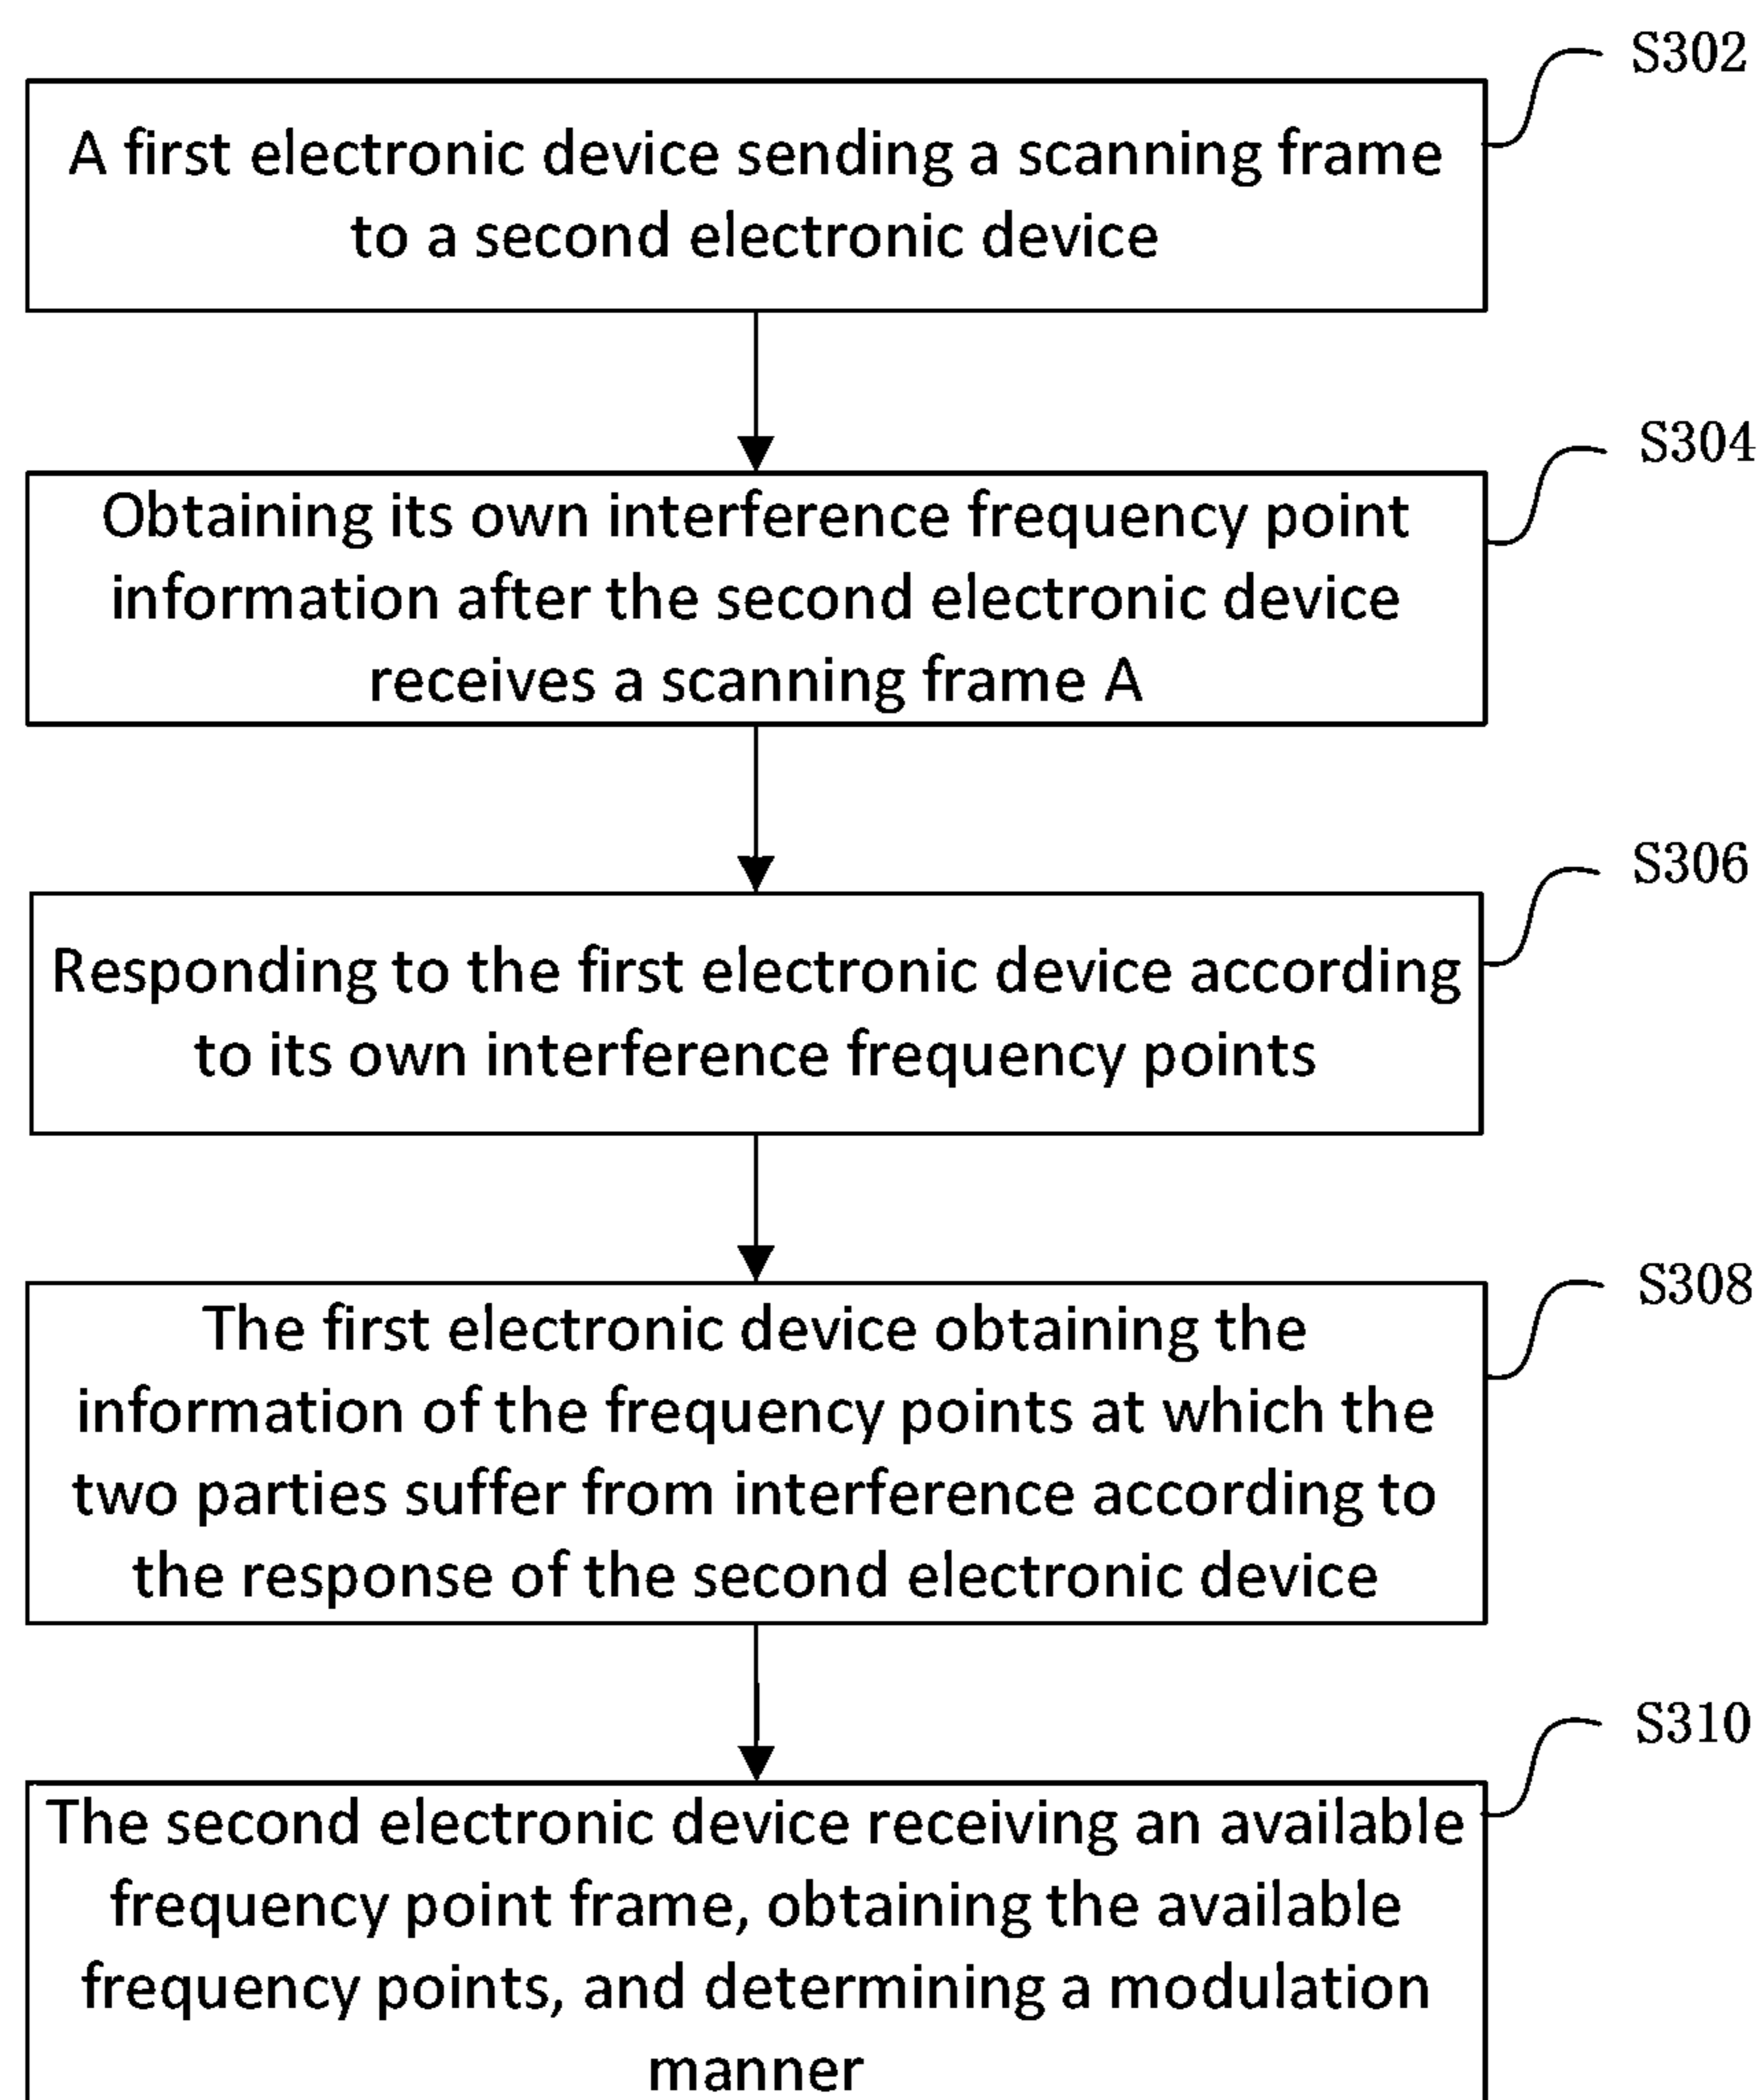 S302
A first electronic device sending a scanning frame
to a second electronic device
S304
Obtaining its own interference frequency point
information after the second electronic device
receives a scanning frame A
S306
Responding to the first electronic device according
to its own interference frequency points
S308
The first electronic device obtaining the
information of the frequency points at which the
two parties suffer from interference according to
the response of the second electronic device
S310
The second electronic device receiving an available
frequency point frame, obtaining the available
frequency points, and determining a modulation
manner